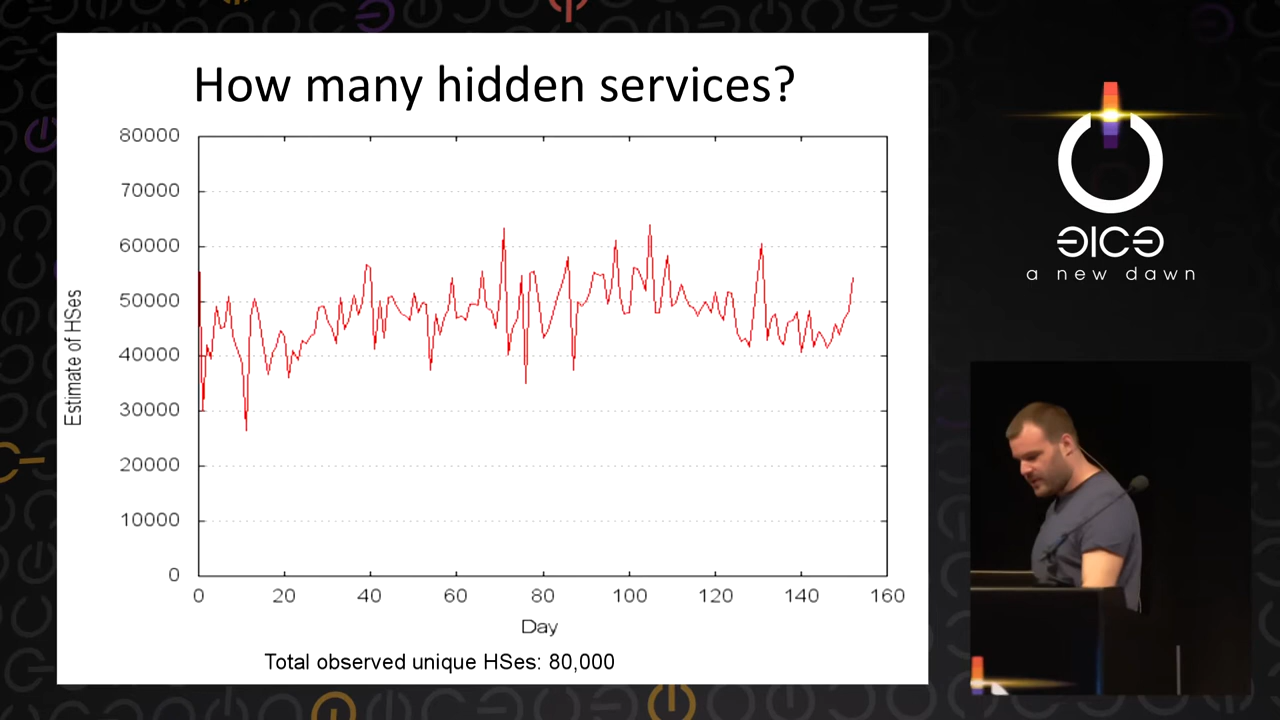 How many hidden services?
80000
70000
60000
50000
40000
30000
20000
10000
0
Estimate of HSes
0 20 40 60 80 100 120 140 160
Day
Total observed unique HSes: 80,000
31C3
a new dawn